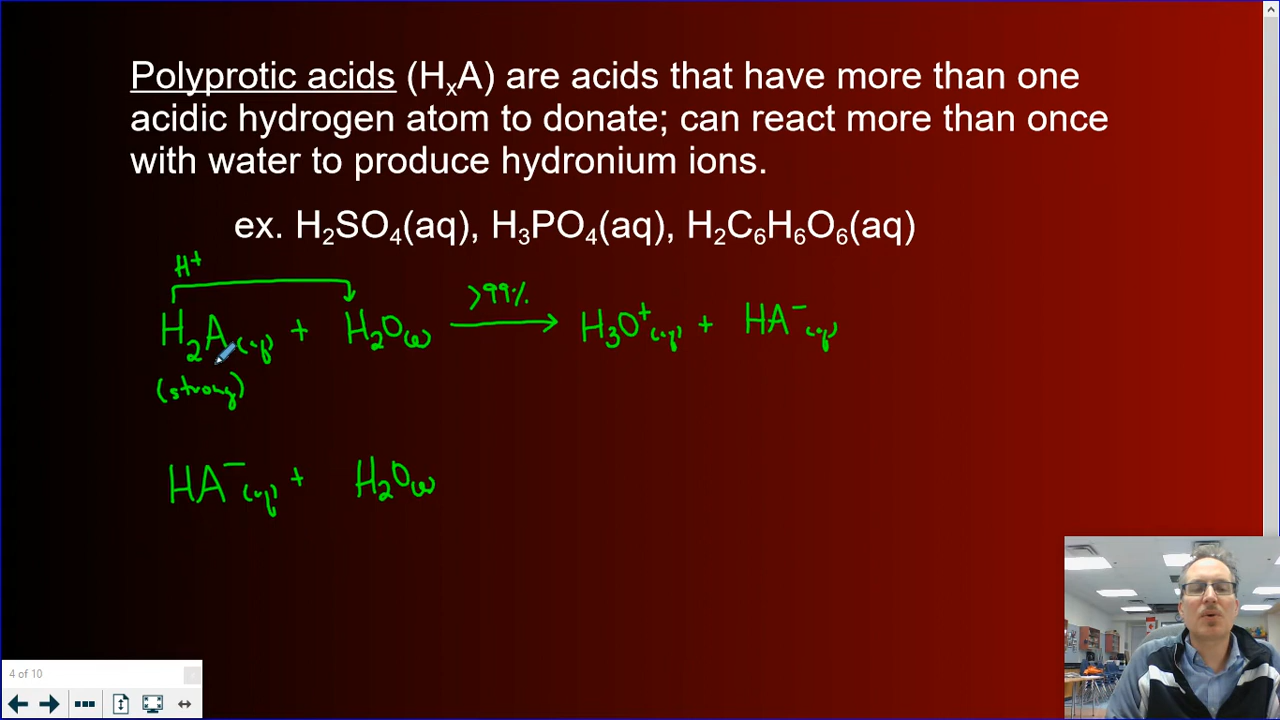 Polyprotic acids (HₓA) are acids that have more than one
acidic hydrogen atom to donate; can react more than once
with water to produce hydronium ions.
ex. H₂SO₄(aq), H₃PO₄(aq), H₂C₆H₆O₆(aq)
H⁺
H₂A(aq) + H₂O(l) >99% → H₃O⁺(aq) + HA⁻(aq)
(strong)
HA⁻(aq) + H₂O(l)
4 of 10